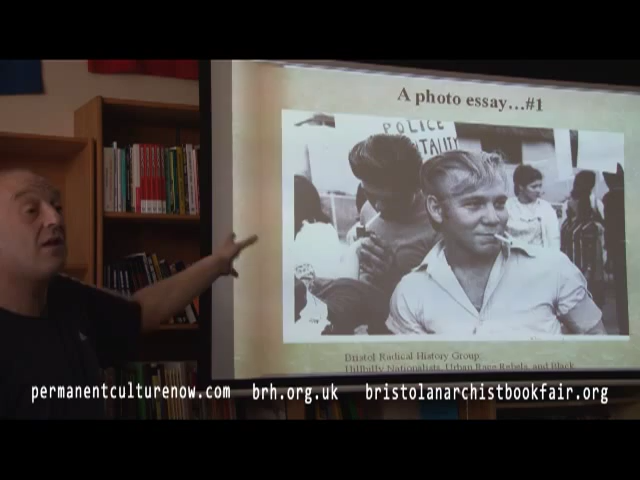 A photo essay...#1
POLICE
TALITY
Bristol Radical History Group:
Hillbilly Nationalists, Urban Race Rebels, and Black
permanentculturenow.com brh.org.uk bristolanarchistbookfair.org